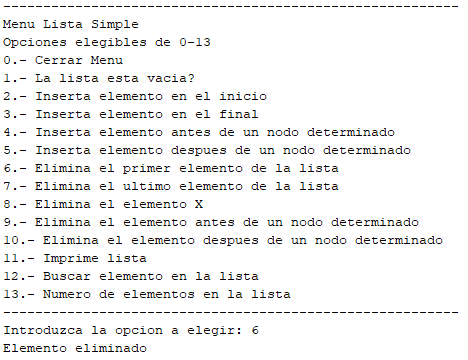 ----------------------------------------------------------
Menu Lista Simple
Opciones elegibles de 0-13
0.- Cerrar Menu
1.- La lista esta vacia?
2.- Inserta elemento en el inicio
3.- Inserta elemento en el final
4.- Inserta elemento antes de un nodo determinado
5.- Inserta elemento despues de un nodo determinado
6.- Elimina el primer elemento de la lista
7.- Elimina el ultimo elemento de la lista
8.- Elimina el elemento X
9.- Elimina el elemento antes de un nodo determinado
10.- Elimina el elemento despues de un nodo determinado
11.- Imprime lista
12.- Buscar elemento en la lista
13.- Numero de elementos en la lista
----------------------------------------------------------
Introduzca la opcion a elegir: 6
Elemento eliminado